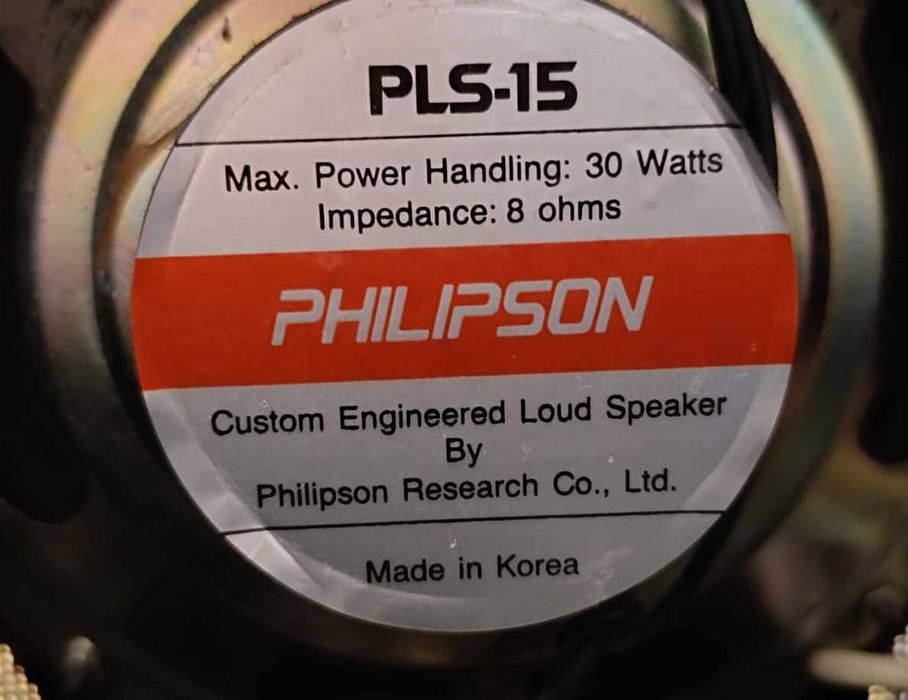 PLS-15
Max. Power Handling: 30 Watts
Impedance: 8 ohms
PHILIPSON
Custom Engineered Loud Speaker
By
Philipson Research Co., Ltd.
Made in Korea